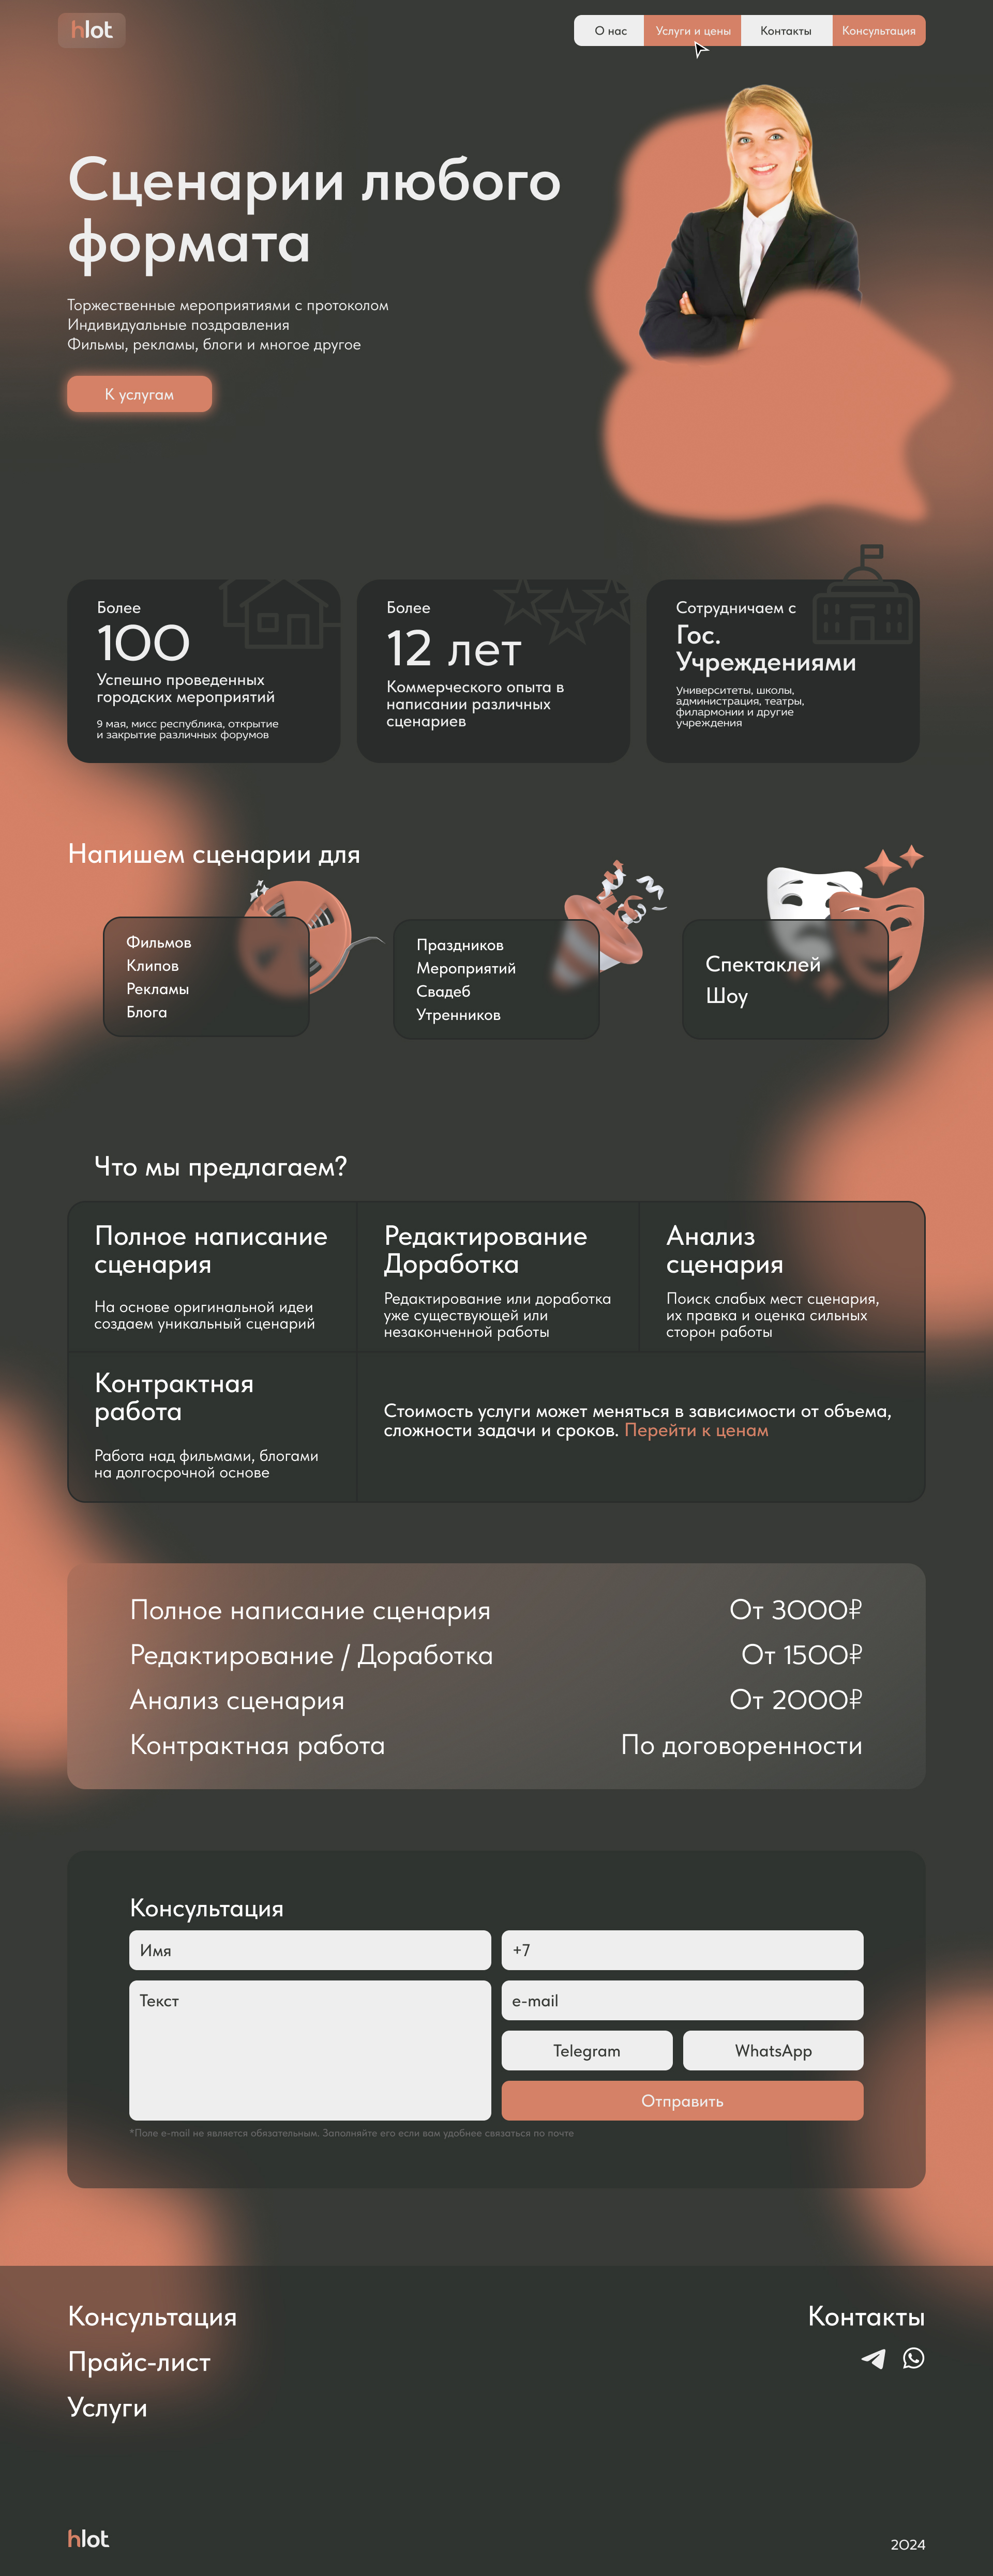 hlot
О нас
Услуги и цены
Контакты
Консультация
Сценарии любого
формата
Торжественные мероприятиями с протоколом
Индивидуальные поздравления
Фильмы, рекламы, блоги и многое другое
К услугам
Более
100
Успешно проведенных
городских мероприятий
9 мая, мисс республика, открытие
и закрытие различных форумов
Более
12 лет
Коммерческого опыта в
написании различных
сценариев
Сотрудничаем с
Гос.
Учреждениями
Университеты, школы,
администрация, театры,
филармонии и другие
учреждения
Напишем сценарии для
Фильмов
Клипов
Рекламы
Блога
Праздников
Мероприятий
Свадеб
Утренников
Спектаклей
Шоу
Что мы предлагаем?
Полное написание
сценария
На основе оригинальной идеи
создаем уникальный сценарий
Редактирование
Доработка
Редактирование или доработка
уже существующей или
незаконченной работы
Анализ
сценария
Поиск слабых мест сценария,
их правка и оценка сильных
сторон работы
Контрактная
работа
Работа над фильмами, блогами
на долгосрочной основе
Стоимость услуги может меняться в зависимости от объема,
сложности задачи и сроков. Перейти к ценам
Полное написание сценария От 3000₽
Редактирование / Доработка От 1500₽
Анализ сценария От 2000₽
Контрактная работа По договоренности
Консультация
Имя
+7
Текст
e-mail
Telegram
WhatsApp
Отправить
*Поле e-mail не является обязательным. Заполняйте его если вам удобнее связаться по почте
Консультация
Прайс-лист
Услуги
Контакты
hlot
2024